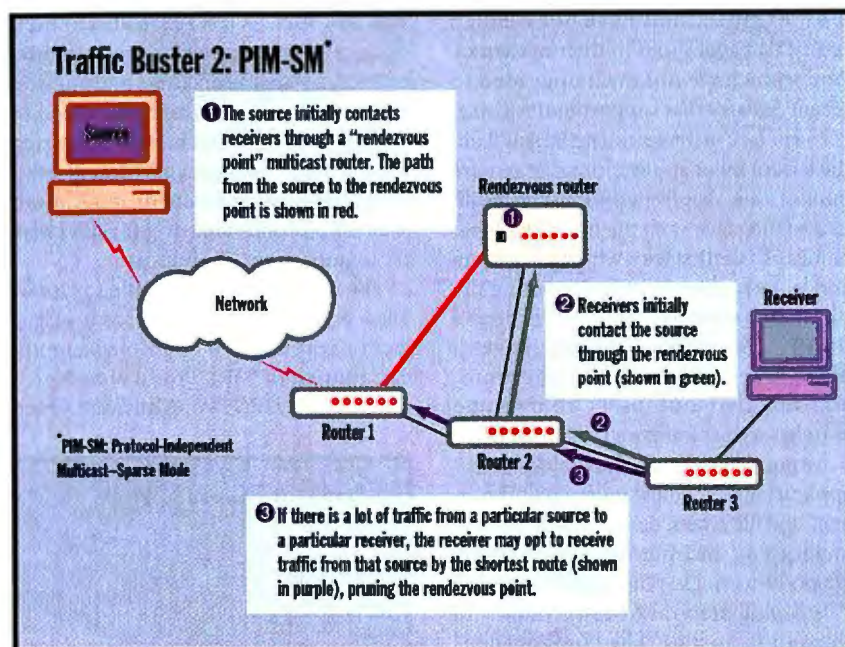 Traffic Buster 2: PIM-SM*
Source
❶ The source initially contacts
receivers through a “rendezvous
point” multicast router. The path
from the source to the rendezvous
point is shown in red.
Rendezvous router
❶
Network
❷ Receivers initially
contact the source
through the rendezvous
point (shown in green).
Receiver
Router 1
*PIM-SM: Protocol-Independent
Multicast–Sparse Mode
Router 2
❷
❸
Router 3
❸ If there is a lot of traffic from a particular source to
a particular receiver, the receiver may opt to receive
traffic from that source by the shortest route (shown
in purple), pruning the rendezvous point.